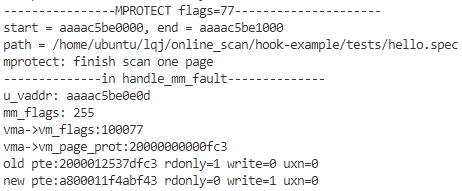 ---------------MPROTECT flags=77----------------------
start = aaaac5be0000, end = aaaac5be1000
path = /home/ubuntu/lqj/online_scan/hook-example/tests/hello.spec
mprotect: finish scan one page
-------------in handle_mm_fault--------------
u_vaddr: aaaac5be0e0d
mm_flags: 255
vma->vm_flags:100077
vma->vm_page_prot:20000000000fc3
old pte:2000012537dfc3 rdonly=1 write=0 uxn=0
new pte:a800011f4abf43 rdonly=0 write=1 uxn=0